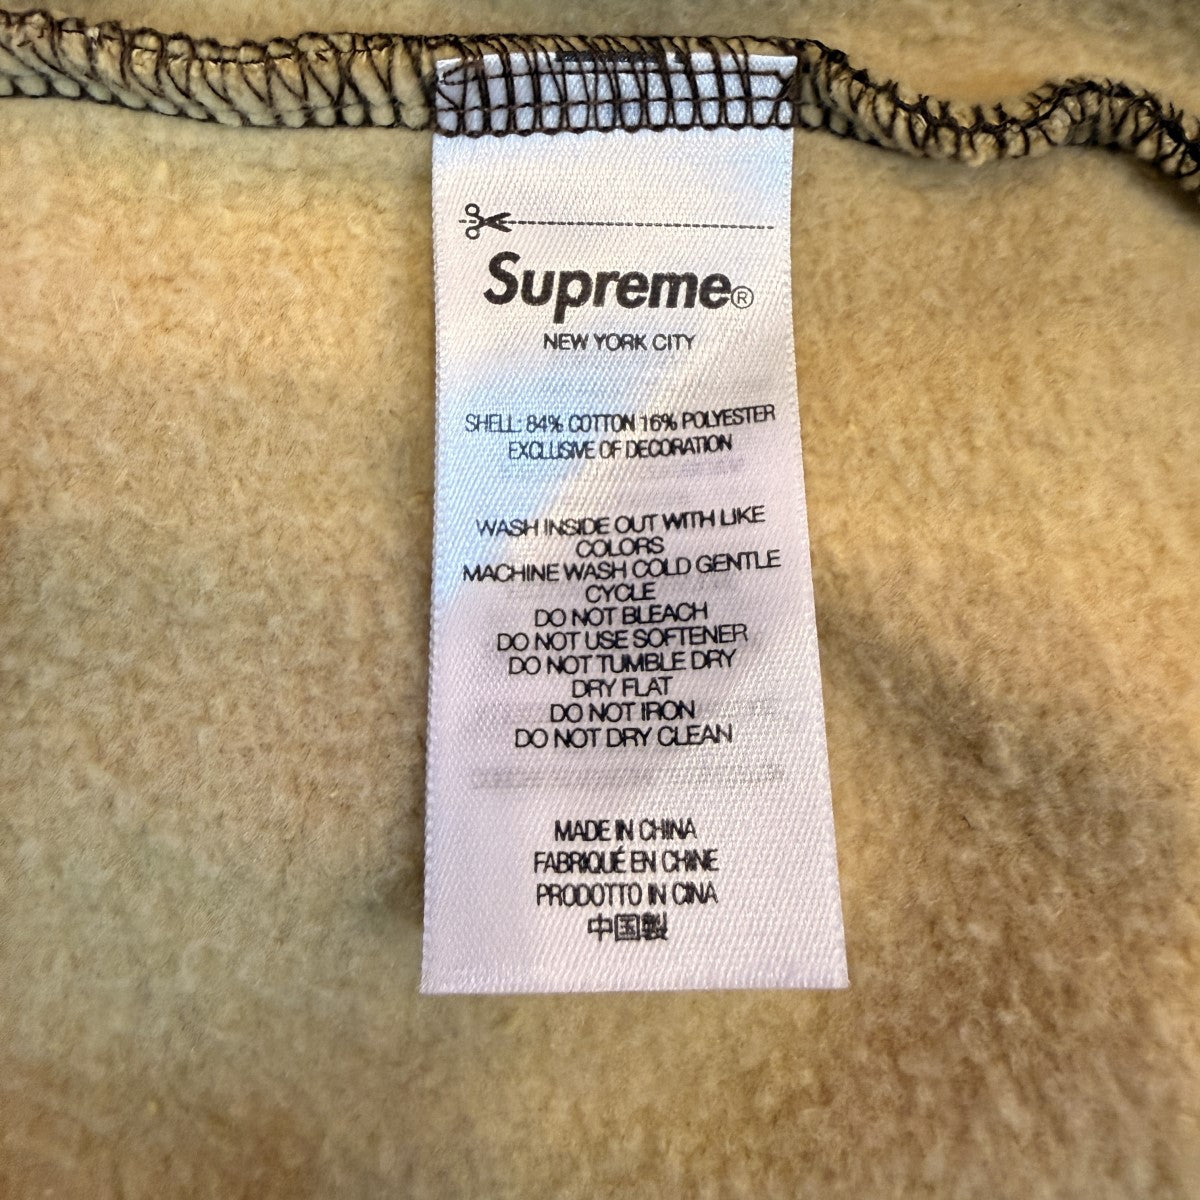 Supreme®
NEW YORK CITY
SHELL: 84% COTTON 16% POLYESTER
EXCLUSIVE OF DECORATION
WASH INSIDE OUT WITH LIKE
COLORS
MACHINE WASH COLD GENTLE
CYCLE
DO NOT BLEACH
DO NOT USE SOFTENER
DO NOT TUMBLE DRY
DRY FLAT
DO NOT IRON
DO NOT DRY CLEAN
MADE IN CHINA
FABRIQUÉ EN CHINE
PRODOTTO IN CINA
中国製